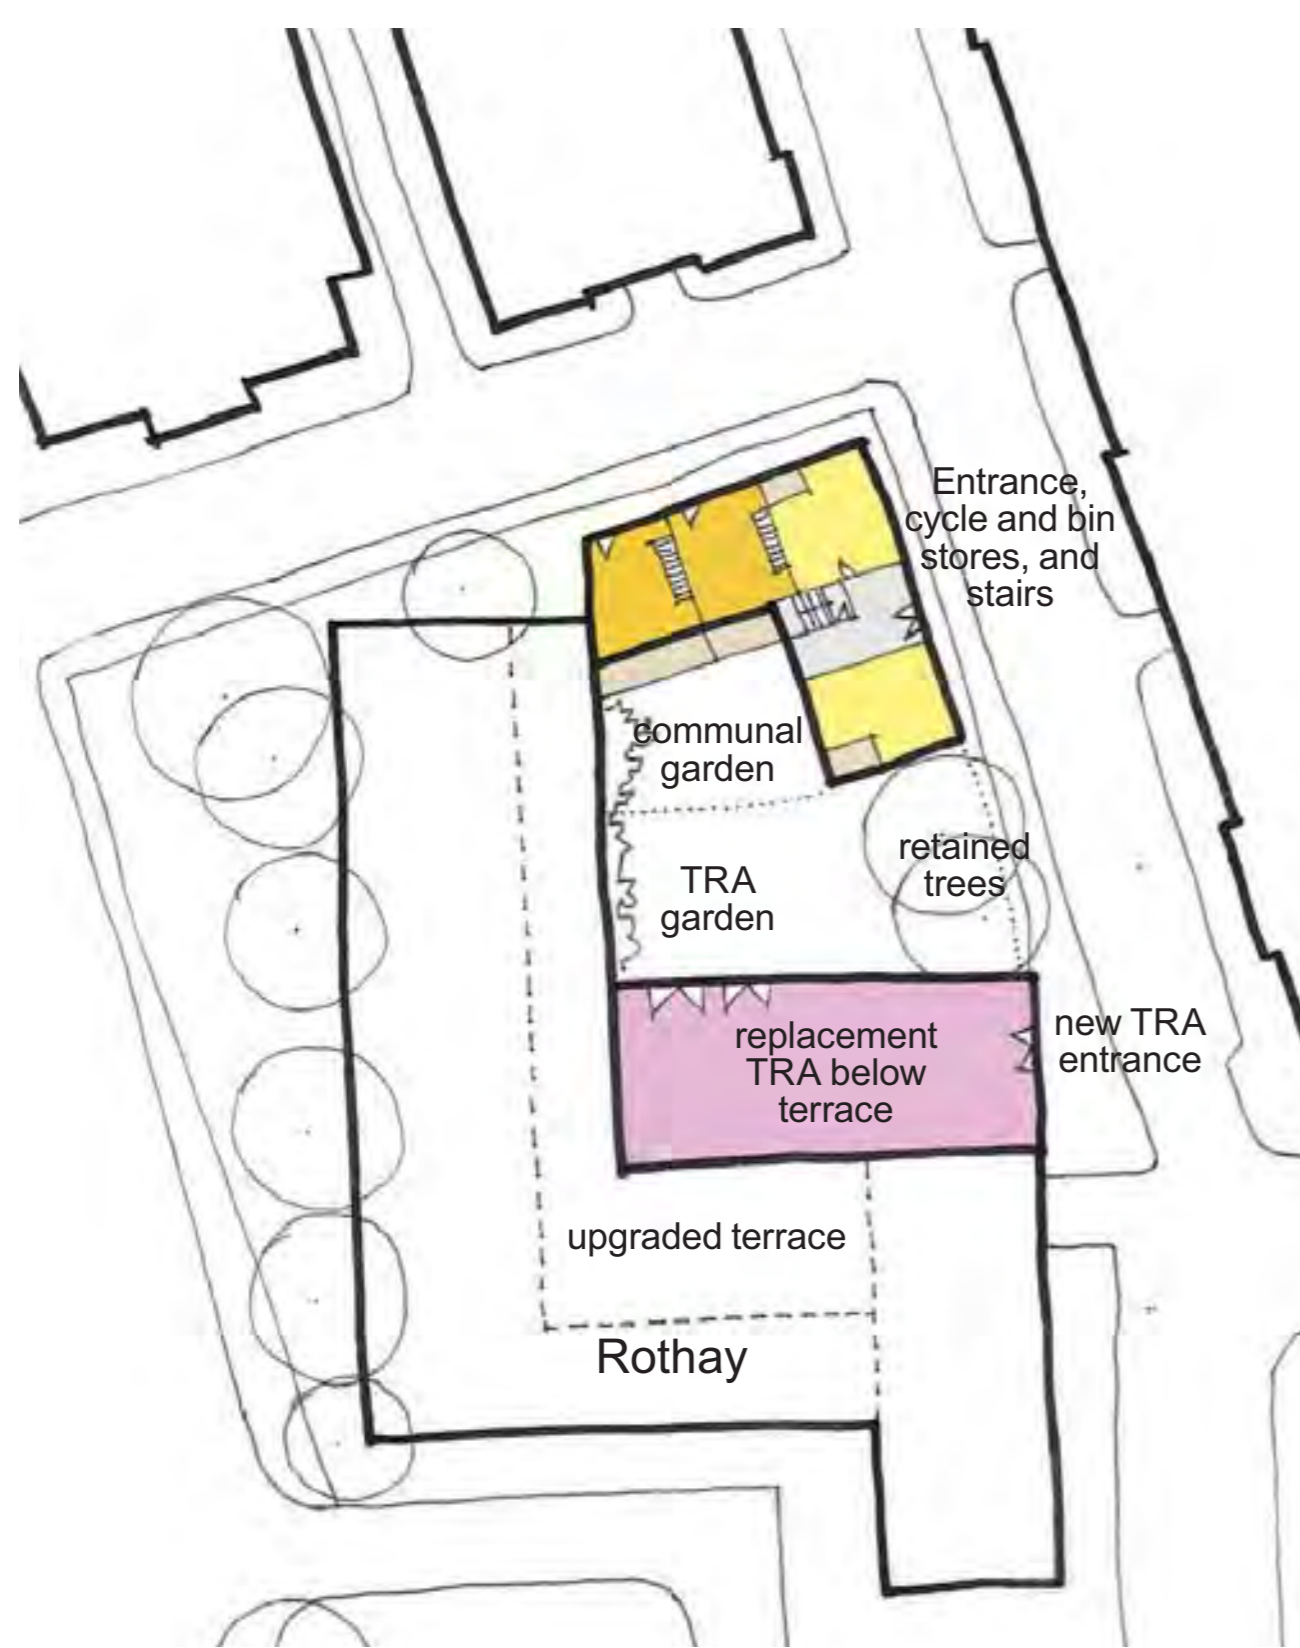 Entrance,
cycle and bin
stores, and
stairs
communal
garden
retained
trees
TRA
garden
new TRA
entrance
replacement
TRA below
terrace
upgraded terrace
Rothay